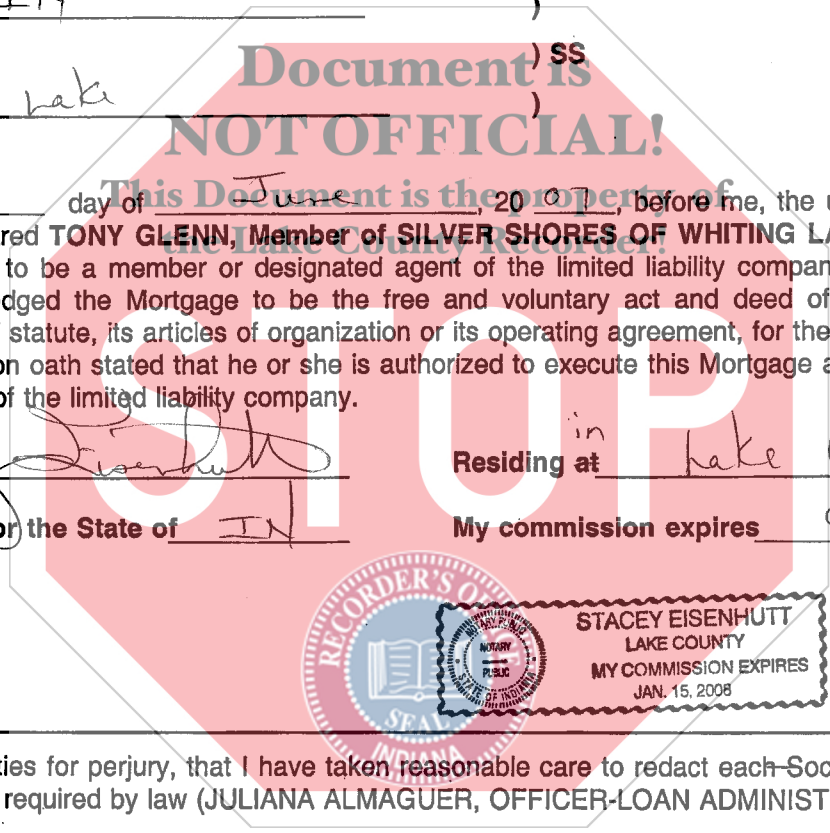 ) SS
Lake )
Document is
NOT OFFICIAL!
This Document is the property of
the Lake County Recorder!
day of June, 20 07, before me, the u
red TONY GLENN, Member of SILVER SHORES OF WHITING LA
to be a member or designated agent of the limited liability compan
dged the Mortgage to be the free and voluntary act and deed of
statute, its articles of organization or its operating agreement, for the
on oath stated that he or she is authorized to execute this Mortgage a
of the limited liability company.
Eisenhutt Residing at in Lake
or the State of IN My commission expires
STOP
RECORDER'S OFFICE
SEAL
INDIANA
NOTARY PUBLIC
NOTARY
PUBLIC
STATE OF INDIANA
STACEY EISENHUTT
LAKE COUNTY
MY COMMISSION EXPIRES
JAN. 15, 2008
ties for perjury, that I have taken reasonable care to redact each Soc
required by law (JULIANA ALMAGUER, OFFICER-LOAN ADMINIST